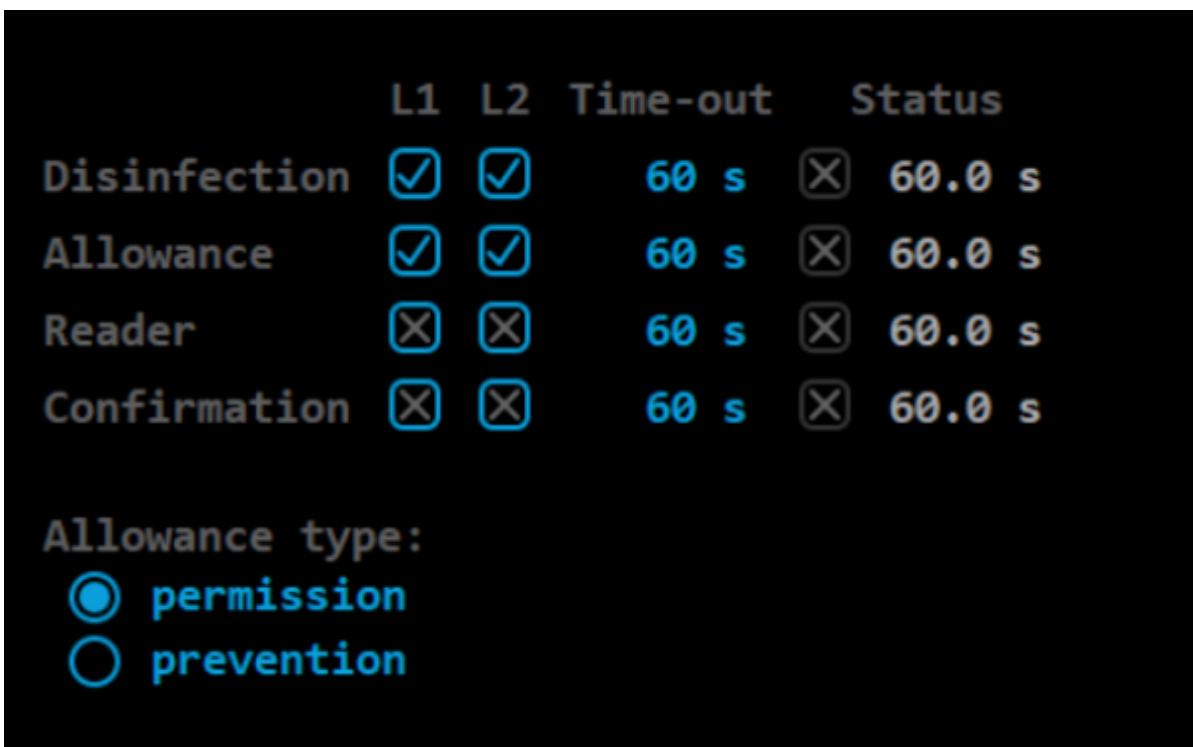 L1 L2 Time-out Status
Disinfection 60 s 60.0 s
Allowance 60 s 60.0 s
Reader 60 s 60.0 s
Confirmation 60 s 60.0 s
Allowance type:
permission
prevention